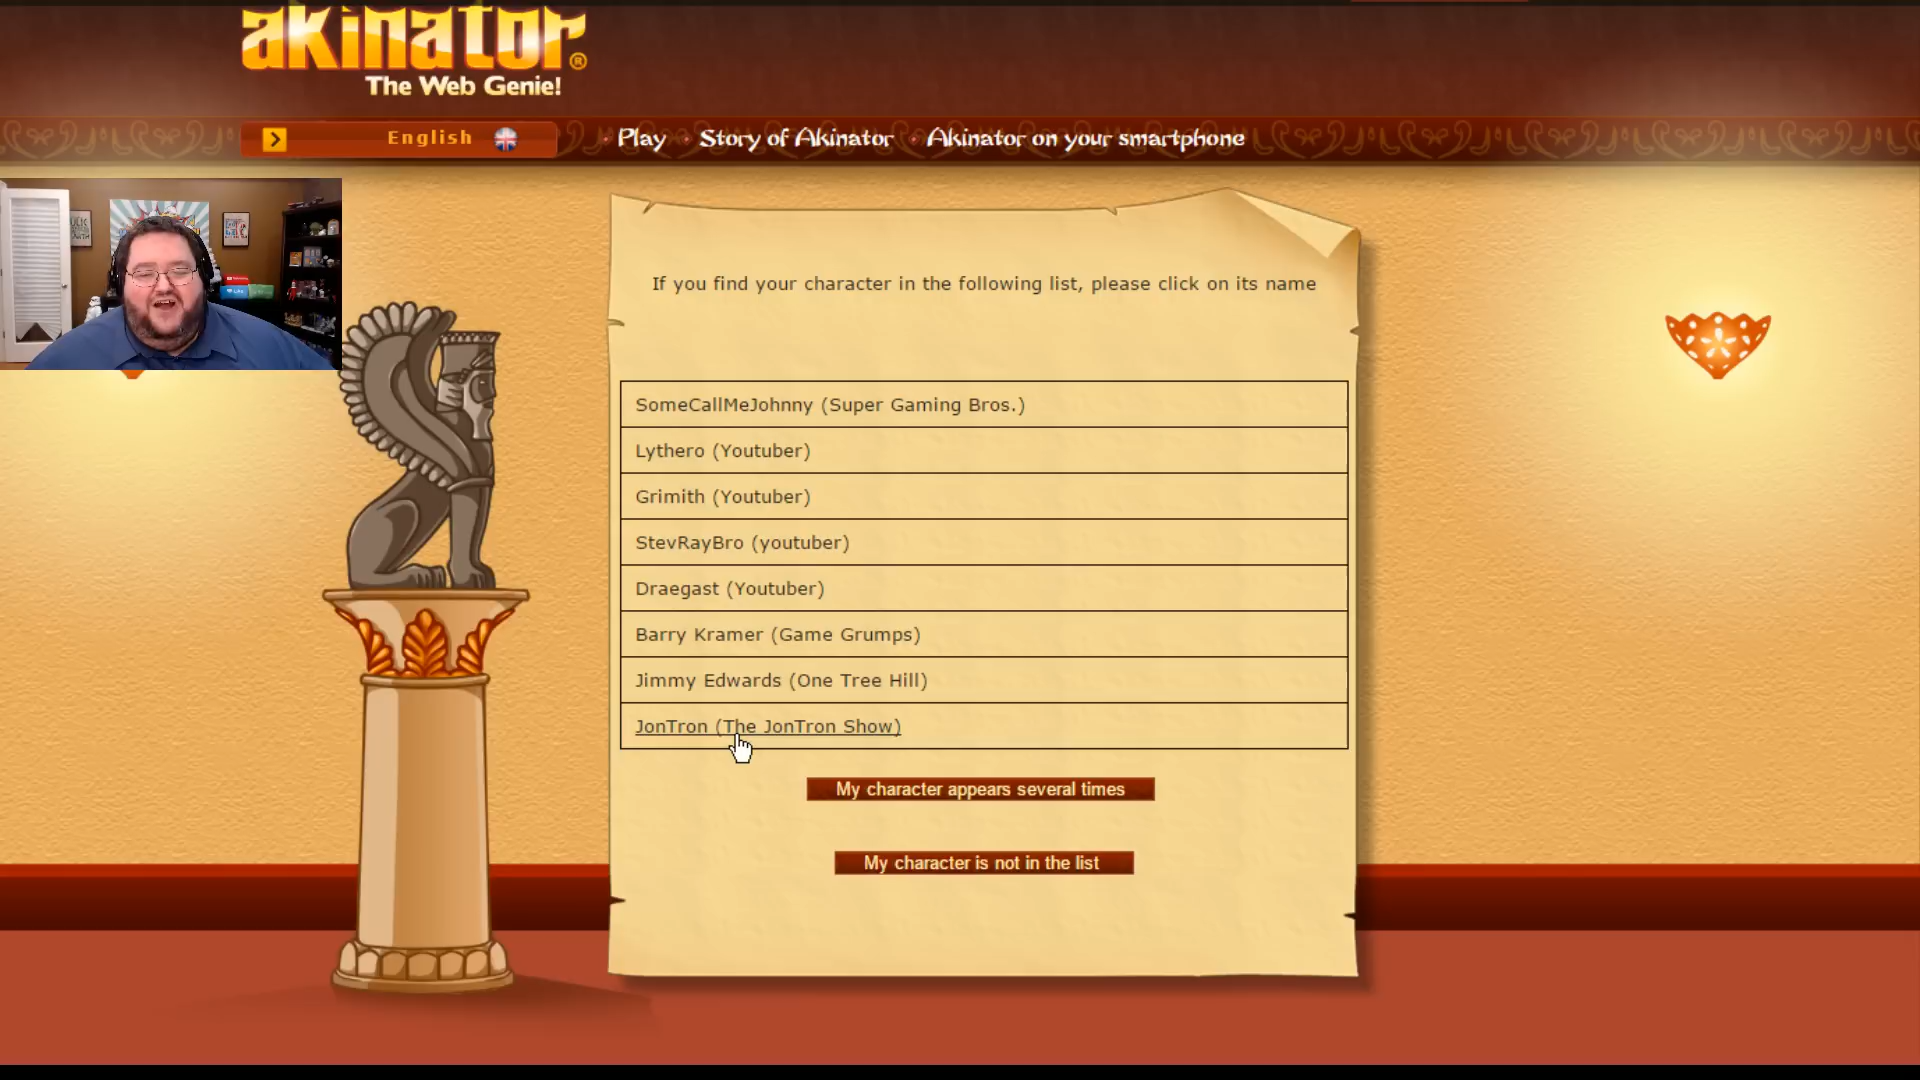 akinator®
The Web Genie!
English
Play
Story of Akinator
Akinator on your smartphone
If you find your character in the following list, please click on its name
SomeCallMeJohnny (Super Gaming Bros.)
Lythero (Youtuber)
Grimith (Youtuber)
StevRayBro (youtuber)
Draegast (Youtuber)
Barry Kramer (Game Grumps)
Jimmy Edwards (One Tree Hill)
JonTron (The JonTron Show)
My character appears several times
My character is not in the list